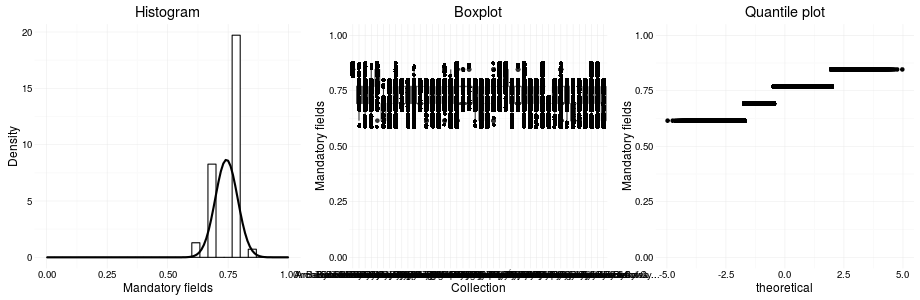 Histogram
Density
20
15
10
5
0
0.00
0.25
0.50
0.75
1.00
Mandatory fields
Boxplot
Mandatory fields
1.00
0.75
0.50
0.25
0.00
Collection
Quantile plot
Mandatory fields
1.00
0.75
0.50
0.25
0.00
-5.0
-2.5
0.0
2.5
5.0
theoretical